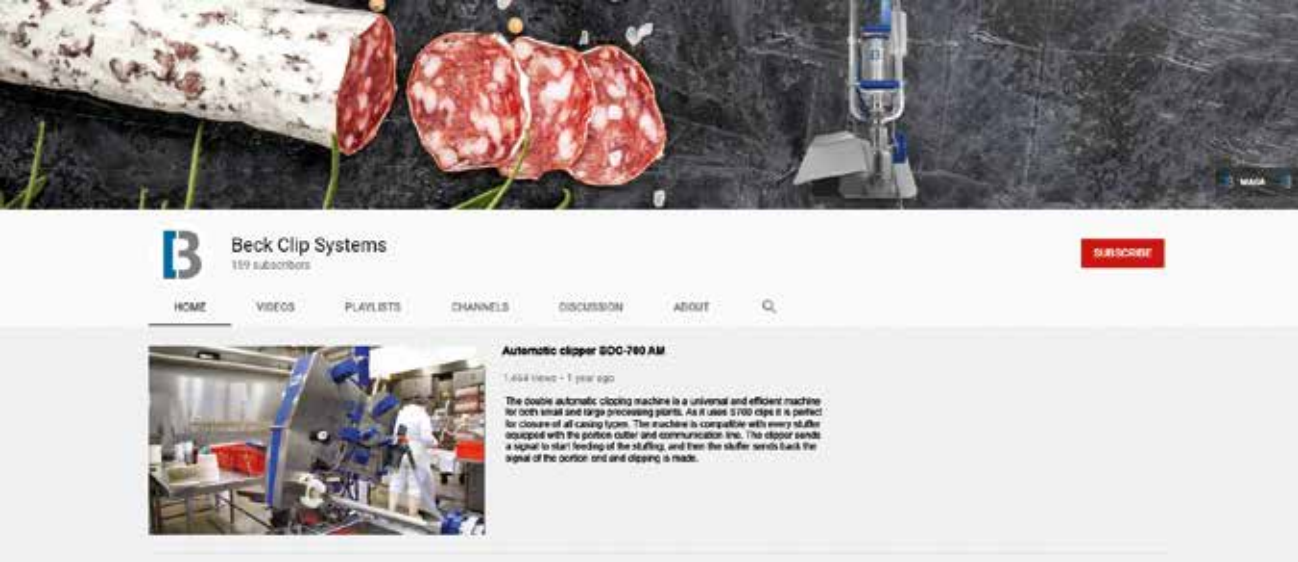 MAGA
Beck Clip Systems
159 subscribers
SUBSCRIBE
HOME VIDEOS PLAYLISTS CHANNELS DISCUSSION ABOUT
Automatic clipper
views • 1 year ago
The double automatic clipping machine is a universal and efficient machine
for both small and large processing plants. As it uses S700 clips it is perfect
for closure of all casing types. The machine is compatible with every stuffer
equipped with the portion cutter and communication line. The clipper sends
a signal to start feeding of the stuffing, and then the stuffer sends back the
signal of the portion end and clipping is made.